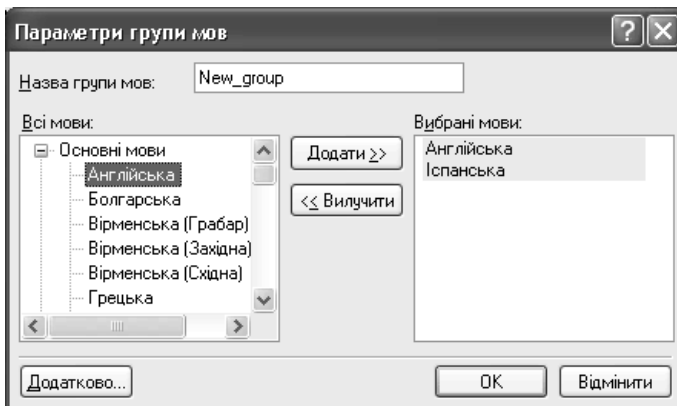 Параметри групи мов
Назва групи мов: New_group
Всі мови:
Основні мови
Англійська
Болгарська
Вірменська (Грабар)
Вірменська (Західна)
Вірменська (Східна)
Грецька
Додати >>
<< Вилучити
Вибрані мови:
Англійська
Іспанська
Додатково...
OK
Відмінити